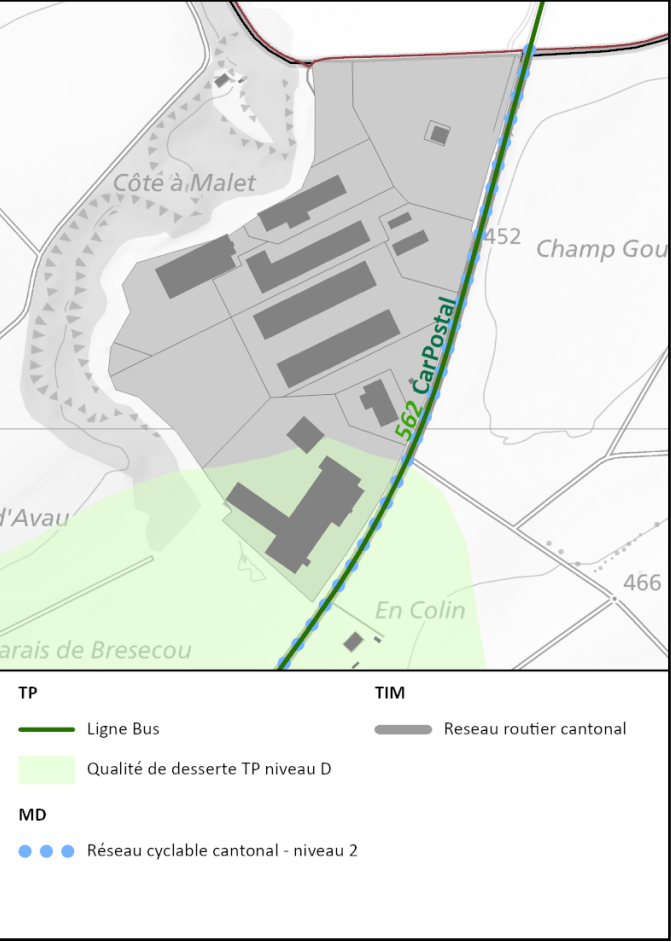 Côte à Malet
452
Champ Gou
562 CarPostal
d'Avau
466
En Colin
arais de Bresecou
TP
Ligne Bus
Qualité de desserte TP niveau D
MD
Réseau cyclable cantonal - niveau 2
TIM
Reseau routier cantonal